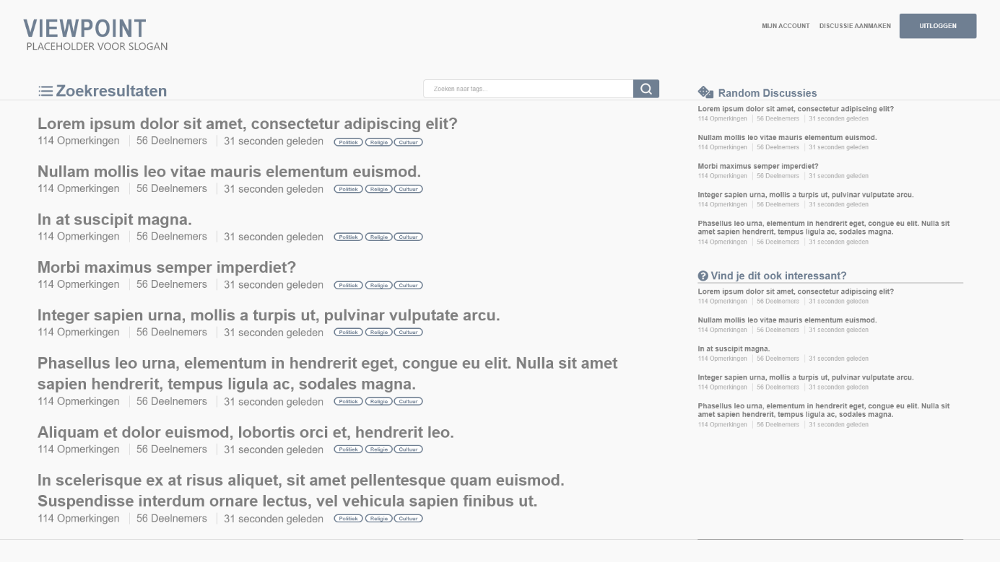 VIEWPOINT
PLACEHOLDER VOOR SLOGAN
MIJN ACCOUNT
DISCUSSIE AANMAKEN
UITLOGGEN
Zoekresultaten
Zoeken naar tags...
Lorem ipsum dolor sit amet, consectetur adipiscing elit?
114 Opmerkingen 56 Deelnemers 31 seconden geleden Politiek Religie Cultuur
Nullam mollis leo vitae mauris elementum euismod.
114 Opmerkingen 56 Deelnemers 31 seconden geleden Politiek Religie Cultuur
In at suscipit magna.
114 Opmerkingen 56 Deelnemers 31 seconden geleden Politiek Religie Cultuur
Morbi maximus semper imperdiet?
114 Opmerkingen 56 Deelnemers 31 seconden geleden Politiek Religie Cultuur
Integer sapien urna, mollis a turpis ut, pulvinar vulputate arcu.
114 Opmerkingen 56 Deelnemers 31 seconden geleden Politiek Religie Cultuur
Phasellus leo urna, elementum in hendrerit eget, congue eu elit. Nulla sit amet
sapien hendrerit, tempus ligula ac, sodales magna.
114 Opmerkingen 56 Deelnemers 31 seconden geleden Politiek Religie Cultuur
Aliquam et dolor euismod, lobortis orci et, hendrerit leo.
114 Opmerkingen 56 Deelnemers 31 seconden geleden Politiek Religie Cultuur
In scelerisque ex at risus aliquet, sit amet pellentesque quam euismod.
Suspendisse interdum ornare lectus, vel vehicula sapien finibus ut.
114 Opmerkingen 56 Deelnemers 31 seconden geleden Politiek Religie Cultuur
Random Discussies
Lorem ipsum dolor sit amet, consectetur adipiscing elit?
114 Opmerkingen 56 Deelnemers 31 seconden geleden
Nullam mollis leo vitae mauris elementum euismod.
114 Opmerkingen 56 Deelnemers 31 seconden geleden
Morbi maximus semper imperdiet?
114 Opmerkingen 56 Deelnemers 31 seconden geleden
Integer sapien urna, mollis a turpis ut, pulvinar vulputate arcu.
114 Opmerkingen 56 Deelnemers 31 seconden geleden
Phasellus leo urna, elementum in hendrerit eget, congue eu elit. Nulla sit
amet sapien hendrerit, tempus ligula ac, sodales magna.
114 Opmerkingen 56 Deelnemers 31 seconden geleden
Vind je dit ook interessant?
Lorem ipsum dolor sit amet, consectetur adipiscing elit?
114 Opmerkingen 56 Deelnemers 31 seconden geleden
Nullam mollis leo vitae mauris elementum euismod.
114 Opmerkingen 56 Deelnemers 31 seconden geleden
In at suscipit magna.
114 Opmerkingen 56 Deelnemers 31 seconden geleden
Integer sapien urna, mollis a turpis ut, pulvinar vulputate arcu.
114 Opmerkingen 56 Deelnemers 31 seconden geleden
Phasellus leo urna, elementum in hendrerit eget, congue eu elit. Nulla sit
amet sapien hendrerit, tempus ligula ac, sodales magna.
114 Opmerkingen 56 Deelnemers 31 seconden geleden